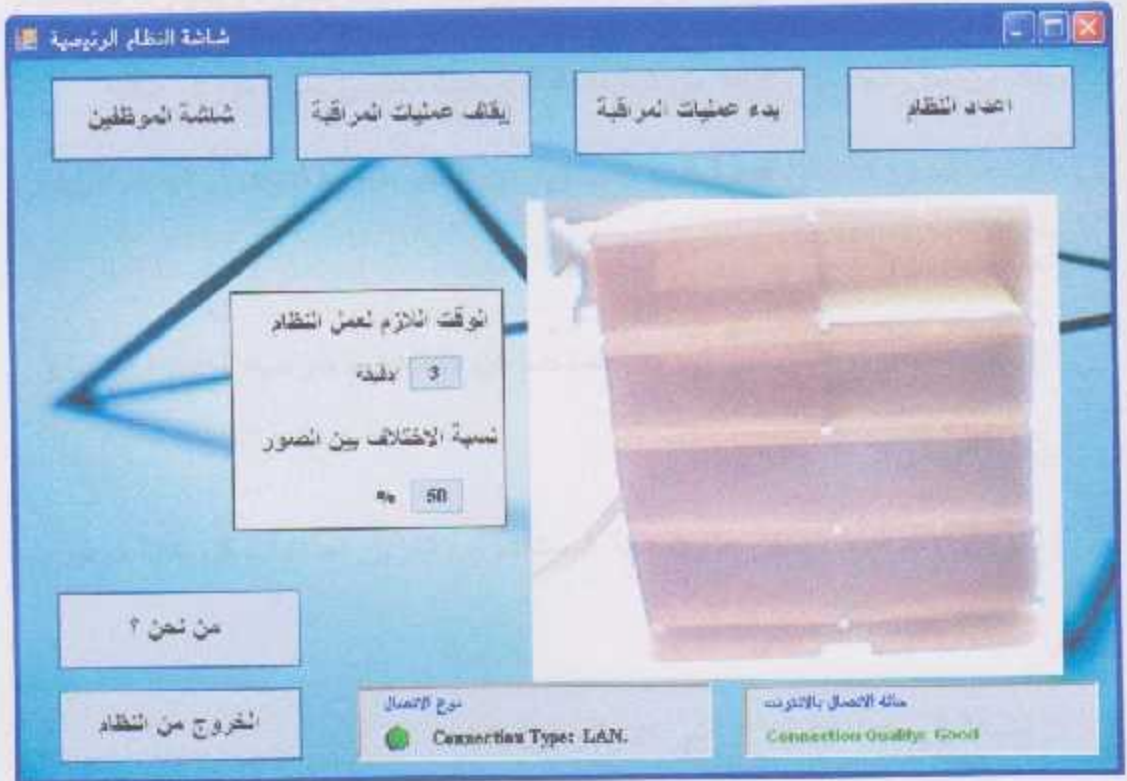 شاشة النظام الرئيسية
اعداد النظام
بدء عمليات المراقبة
إيقاف عمليات المراقبة
شاشة الموظفين
الوقت اللازم لعمل النظام
3 دقيقة
نسبة الاختلاف بين الصور
50 %
من نحن ؟
الخروج من النظام
حالة الاتصال بالانترنت
Connection Quality: Good
نوع الاتصال
Connection Type: LAN.